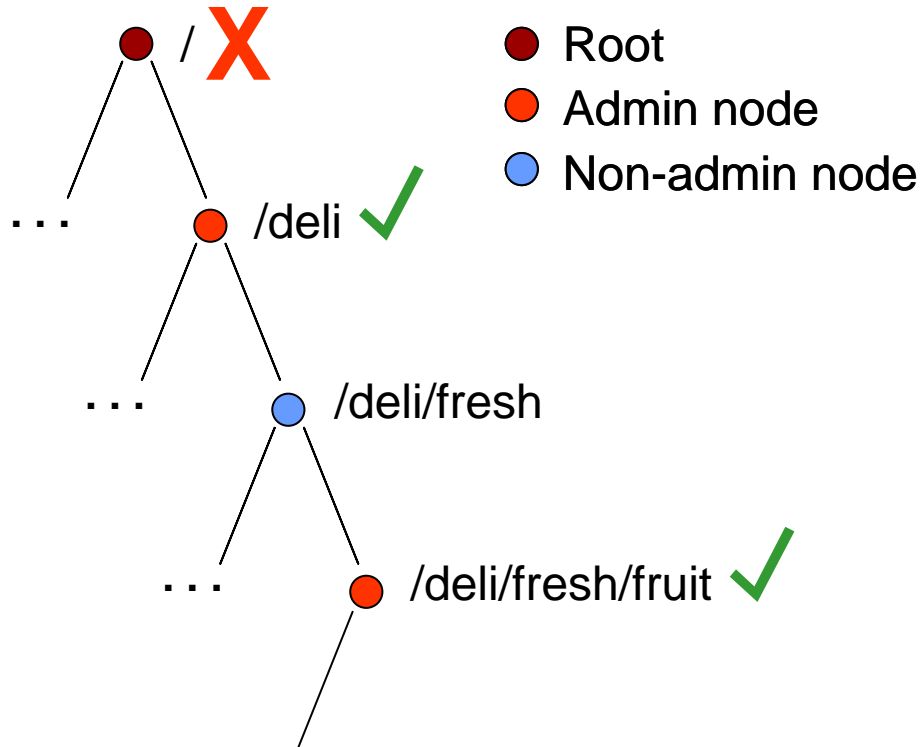 / X
Root
Admin node
Non-admin node
... /deli
... /deli/fresh
... /deli/fresh/fruit